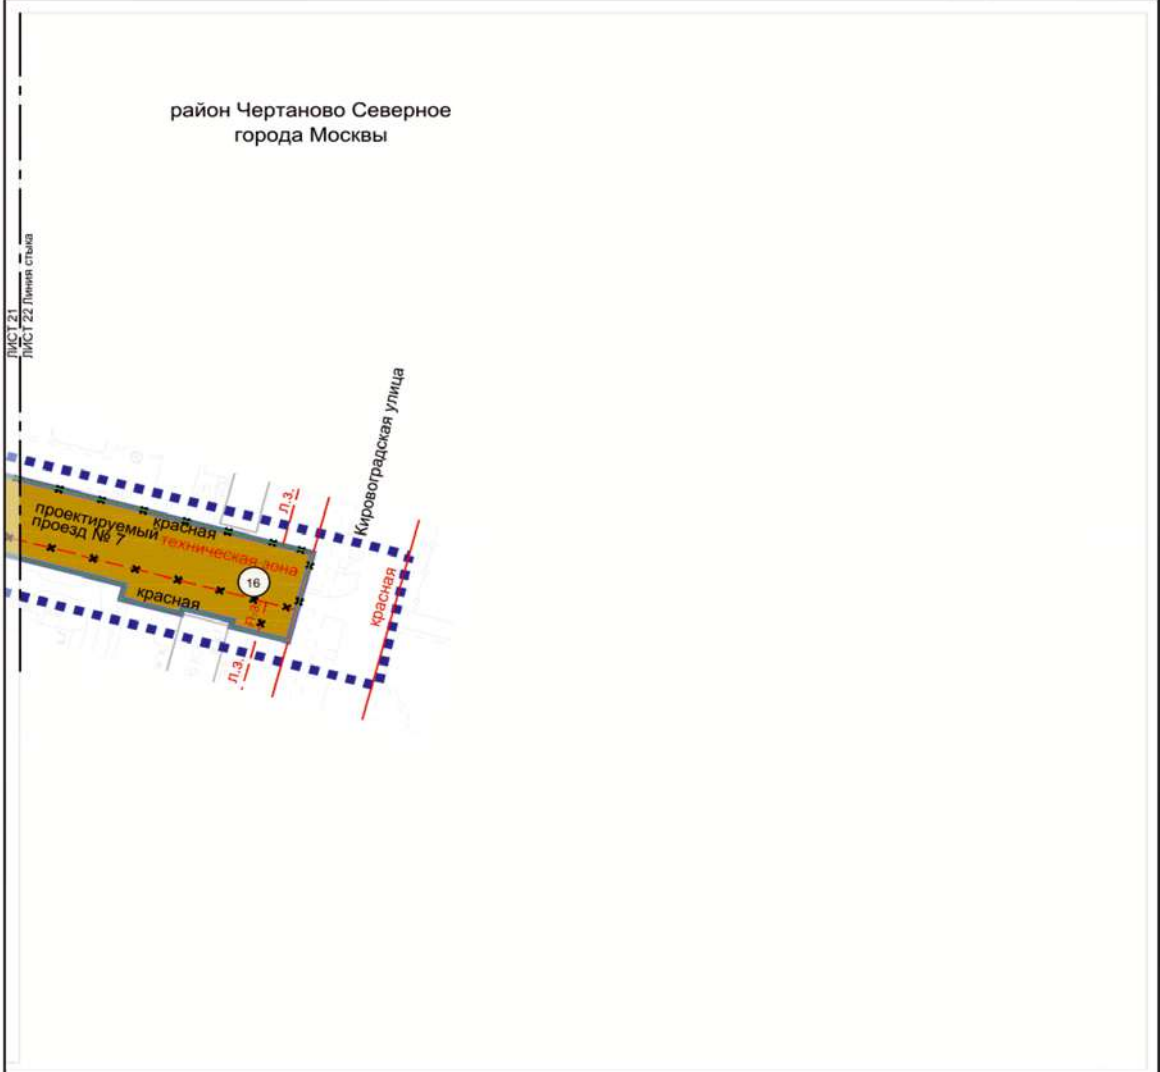 район Чертаново Северное
города Москвы
ЛИСТ 21
ЛИСТ 22 Линия стыка
Кировоградская улица
л.з.
проектируемый
проезд № 7
красная
техническая зона
16
красная
л.з.
красная
л.з.